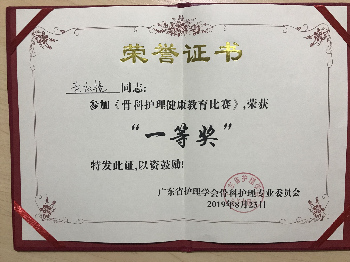 荣誉证书
同志:
参加《骨科护理健康教育比赛》,荣获
“一等奖”
特发此证,以资鼓励!
广东省护理学会骨科护理专业委员会
2019年8月23日